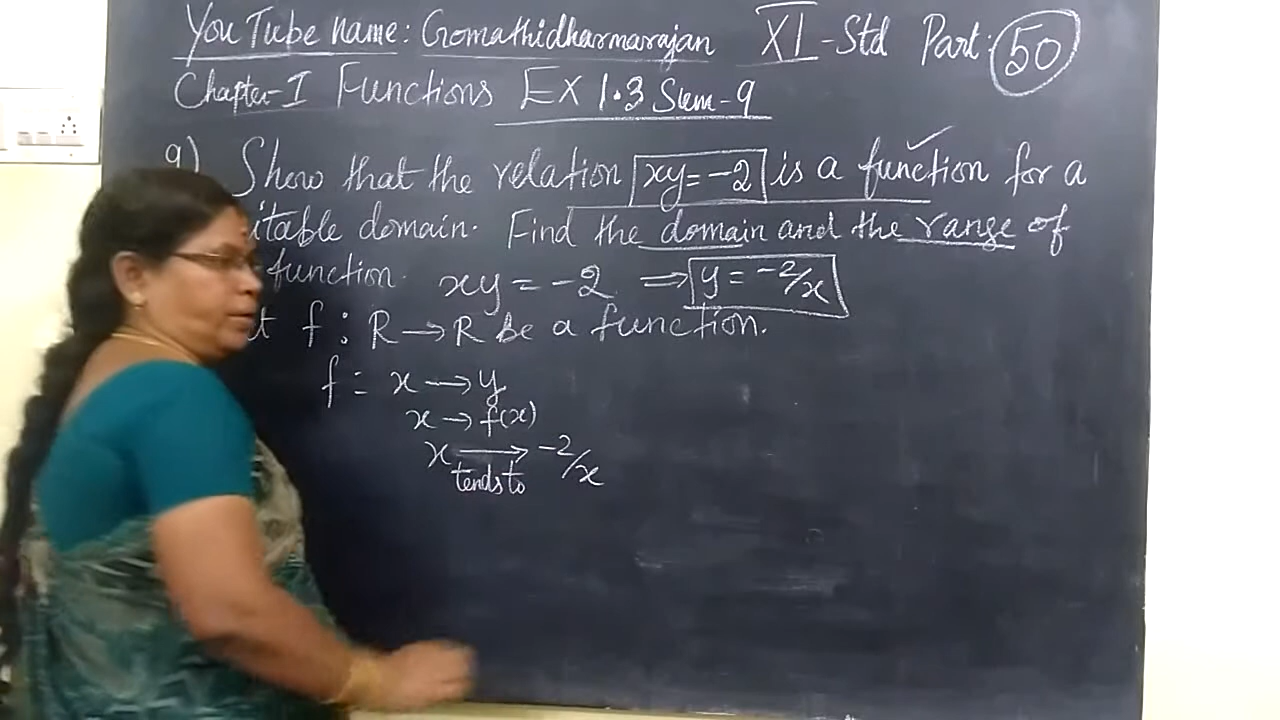 YouTube name: Gomathidharmarajan XI-Std Part: 50
Chapter-I Functions Ex 1.3 Sum-9
9) Show that the relation xy=-2 is a function for a
itable domain. Find the domain and the range of
function. xy = -2 ⟹ y = -2/x
t f : R → R be a function.
f : x → y
x → f(x)
x → -2/x
tends to